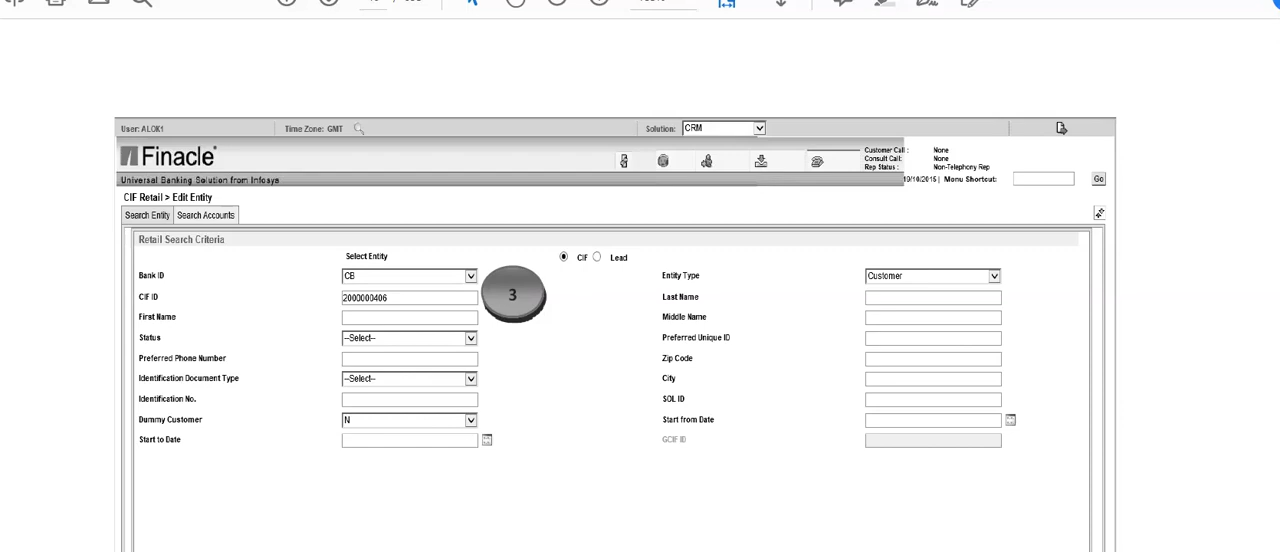 User: ALOK1 Time Zone: GMT Solution: CRM
Finacle
Customer Call : None
Consult Call: None
Rep Status : Non-Telephony Rep
Universal Banking Solution from Infosys
19/10/2015 | Menu Shortcut: Go
CIF Retail > Edit Entity
Search Entity Search Accounts
Retail Search Criteria
Select Entity CIF Lead
Bank ID CB Entity Type Customer
CIF ID 2000000406 3 Last Name
First Name Middle Name
Status --Select-- Preferred Unique ID
Preferred Phone Number Zip Code
Identification Document Type --Select-- City
Identification No. SOL ID
Dummy Customer N Start from Date
Start to Date GCIF ID